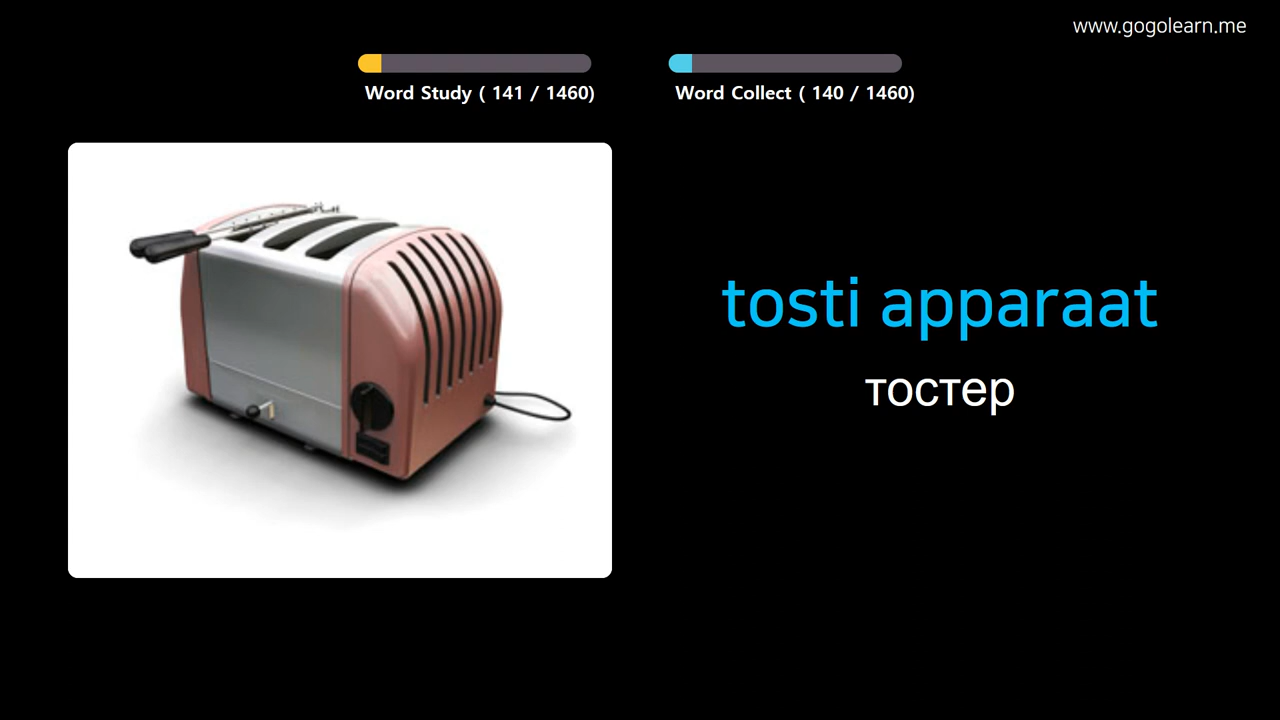 www.gogolearn.me
Word Study ( 141 / 1460)
Word Collect ( 140 / 1460)
tosti apparaat
тостер